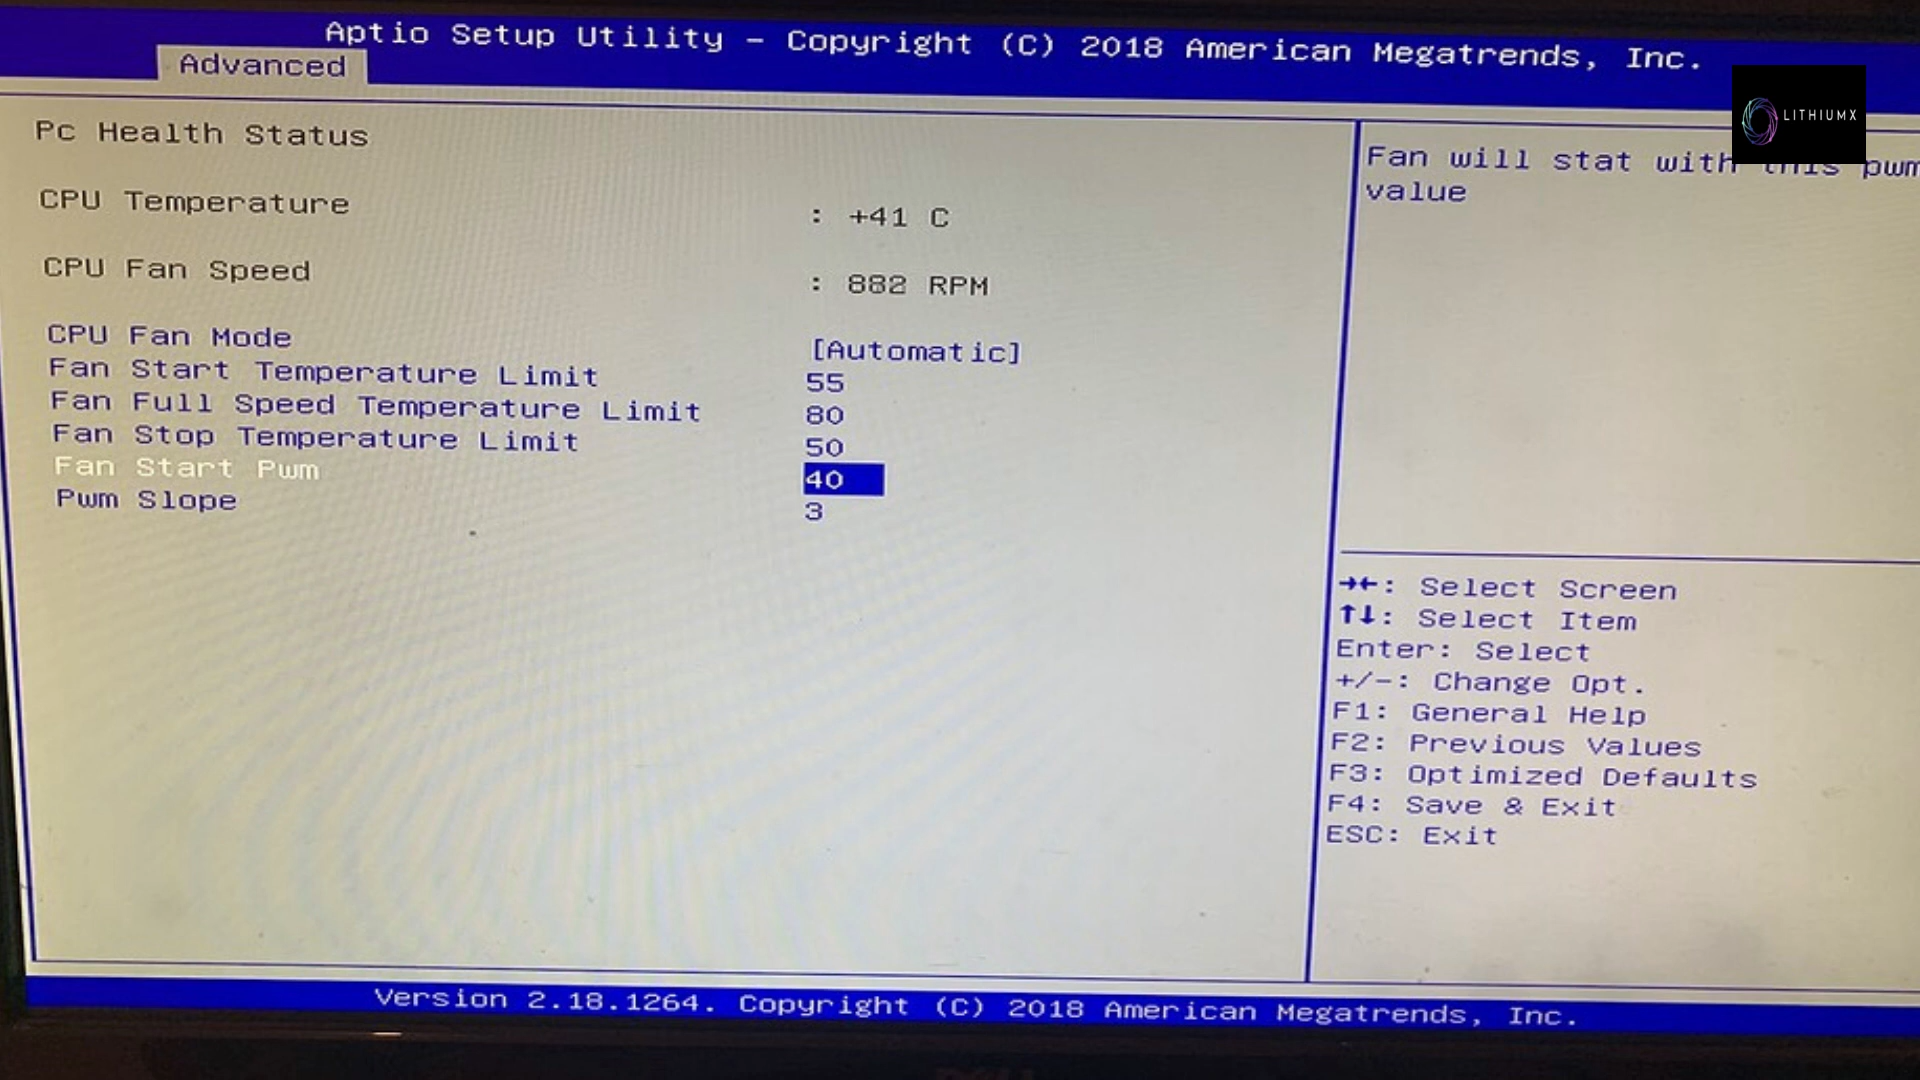 Aptio Setup Utility – Copyright (C) 2018 American Megatrends, Inc.
Advanced
LITHIUMX
Pc Health Status
CPU Temperature : +41 C
CPU Fan Speed : 882 RPM
CPU Fan Mode [Automatic]
Fan Start Temperature Limit 55
Fan Full Speed Temperature Limit 80
Fan Stop Temperature Limit 50
Fan Start Pwm 40
Pwm Slope 3
Fan will stat with this pwm
value
→←: Select Screen
↑↓: Select Item
Enter: Select
+/-: Change Opt.
F1: General Help
F2: Previous Values
F3: Optimized Defaults
F4: Save & Exit
ESC: Exit
Version 2.18.1264. Copyright (C) 2018 American Megatrends, Inc.